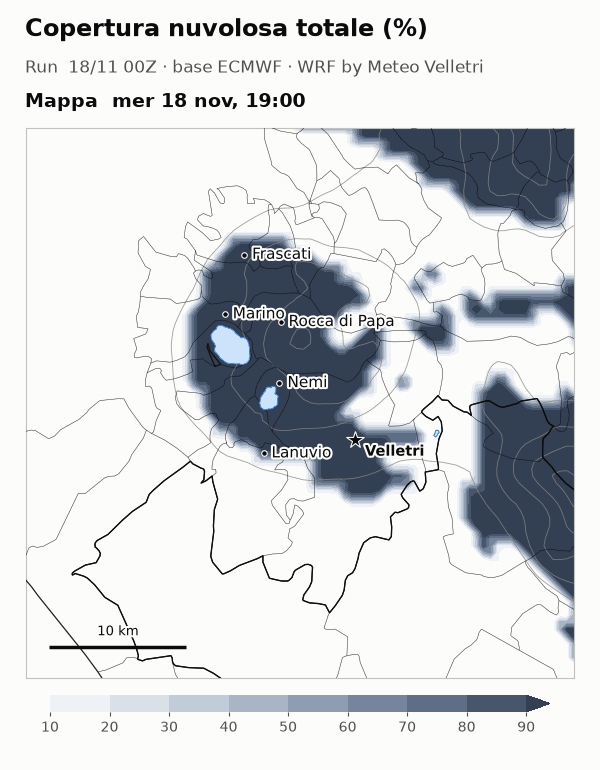 Copertura nuvolosa totale (%)
Run 18/11 00Z · base ECMWF · WRF by Meteo Velletri
Mappa mer 18 nov, 19:00
Frascati
Marino
Rocca di Papa
Nemi
Velletri
Lanuvio
10 km
10 20 30 40 50 60 70 80 90